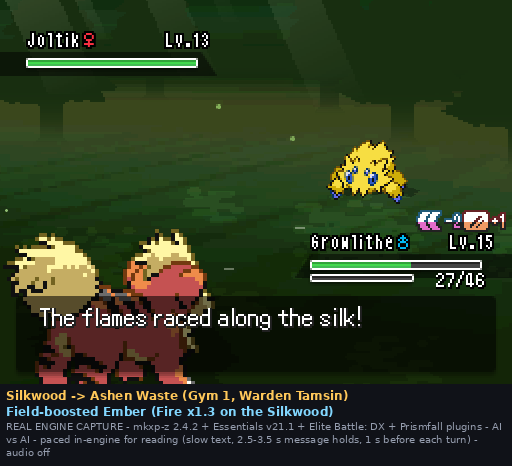 Joltik♀ Lv.13
-2 +1
Growlithe♂ Lv.15
27/46
The flames raced along the silk!
Silkwood -> Ashen Waste (Gym 1, Warden Tamsin)
Field-boosted Ember (Fire x1.3 on the Silkwood)
REAL ENGINE CAPTURE - mkxp-z 2.4.2 + Essentials v21.1 + Elite Battle: DX + Prismfall plugins - AI
vs AI - paced in-engine for reading (slow text, 2.5-3.5 s message holds, 1 s before each turn) -
audio off